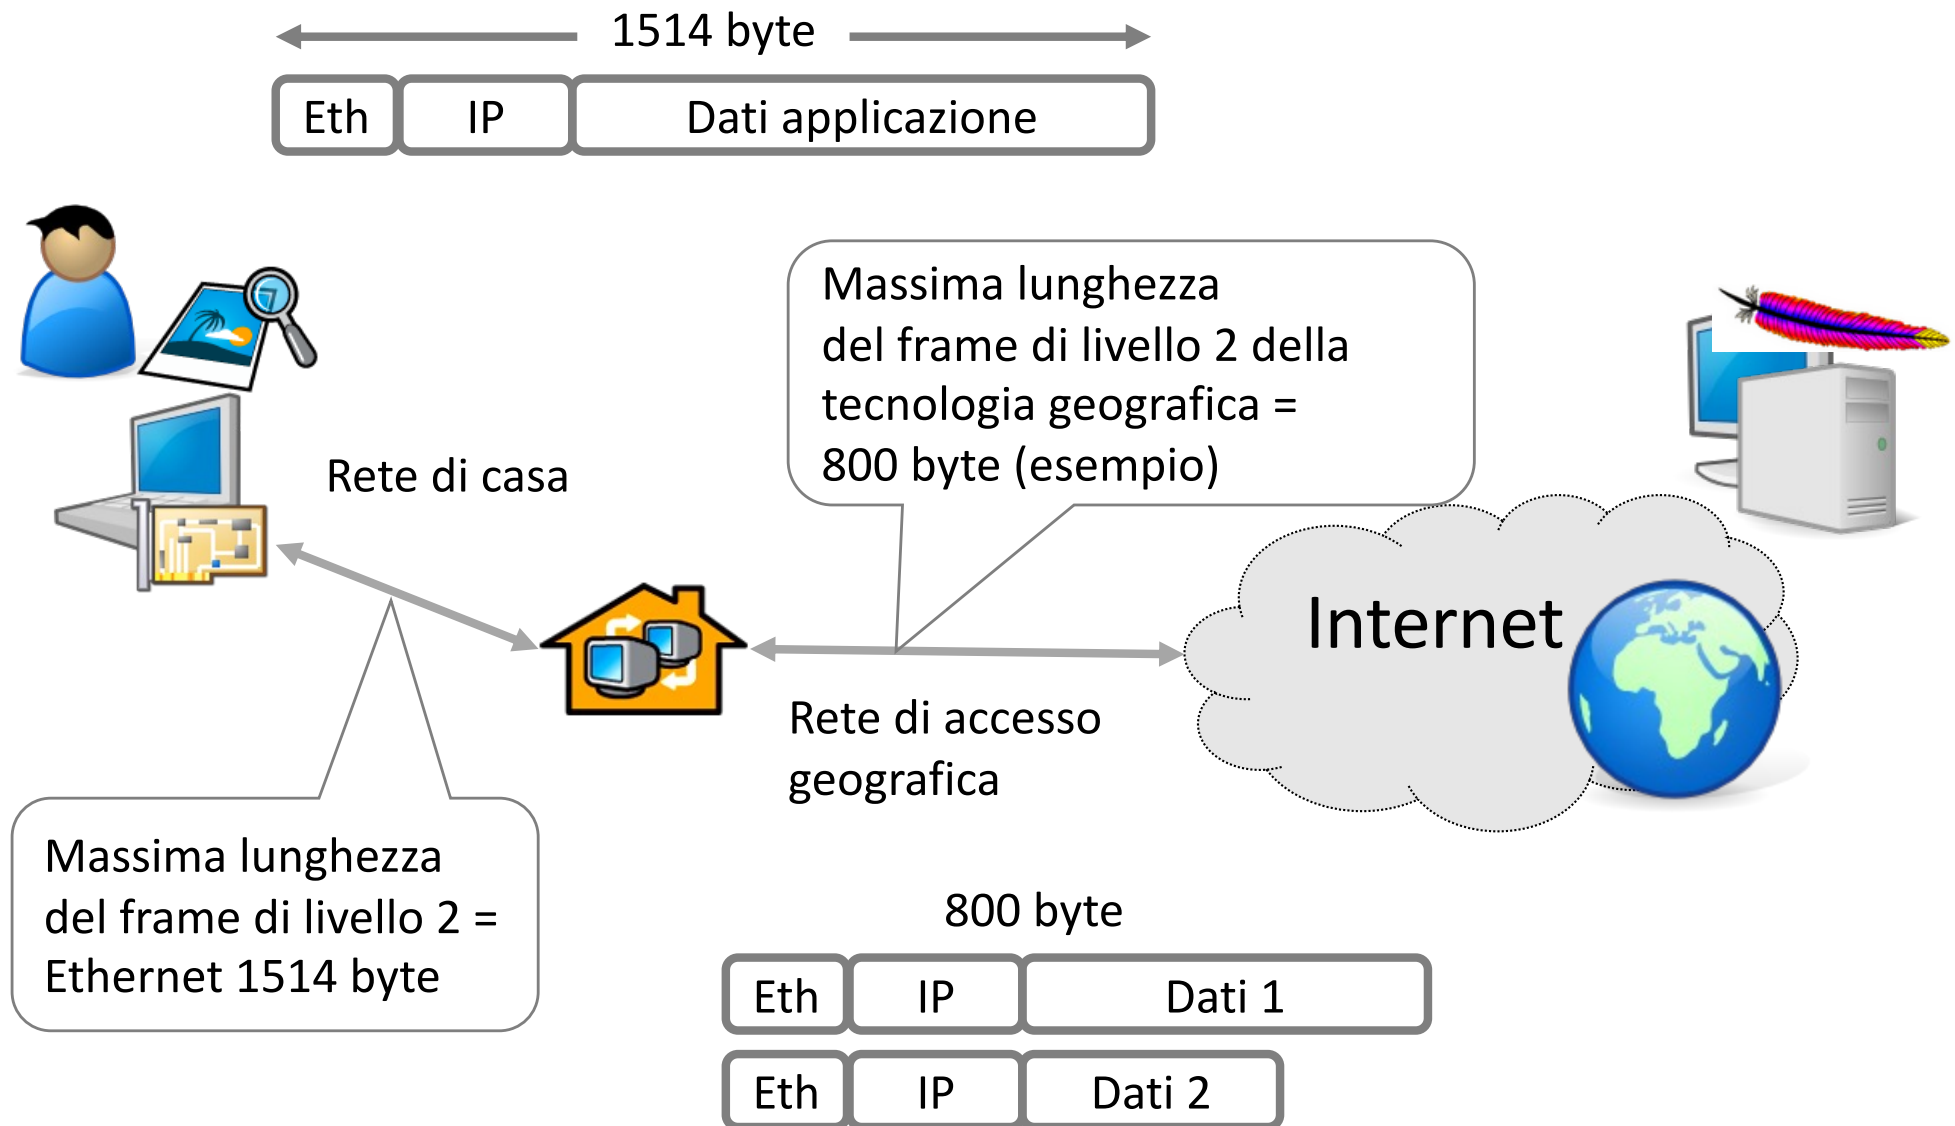 1514 byte
Eth IP Dati applicazione
Massima lunghezza
del frame di livello 2 della
tecnologia geografica =
800 byte (esempio)
Rete di casa
Internet
Rete di accesso
geografica
Massima lunghezza
del frame di livello 2 =
Ethernet 1514 byte
800 byte
Eth IP Dati 1
Eth IP Dati 2